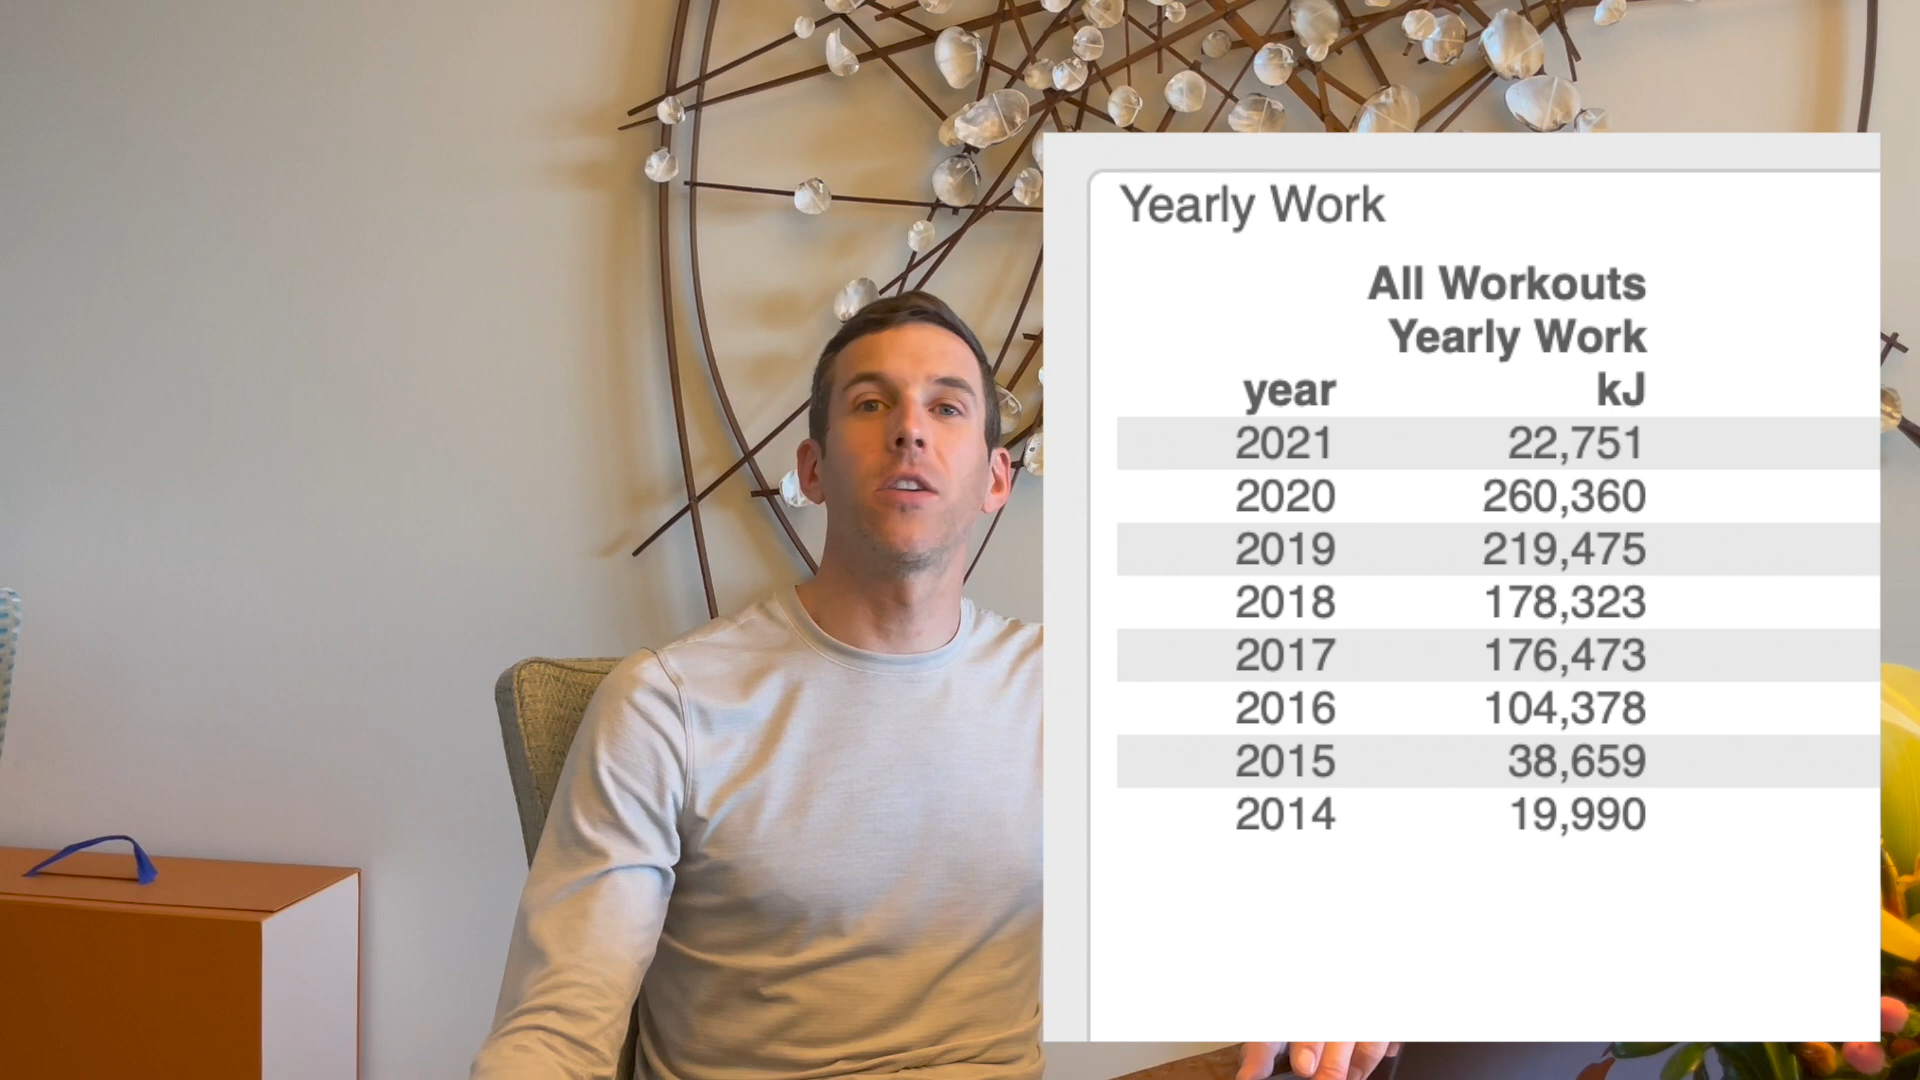 Yearly Work
All Workouts
Yearly Work
year kJ
2021 22,751
2020 260,360
2019 219,475
2018 178,323
2017 176,473
2016 104,378
2015 38,659
2014 19,990